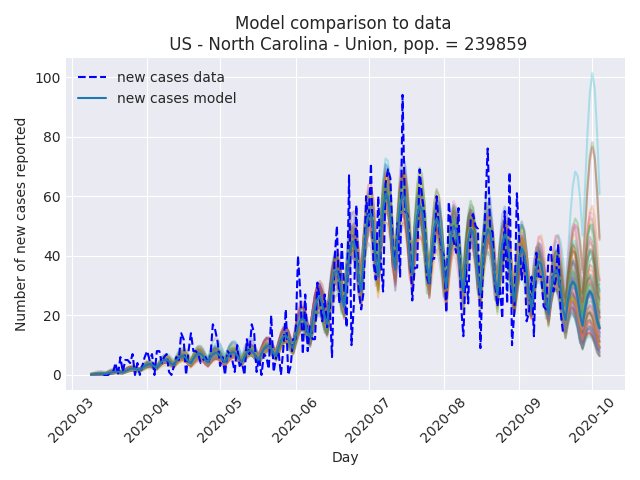 Model comparison to data
US - North Carolina - Union, pop. = 239859
new cases data
new cases model
Number of new cases reported
100
80
60
40
20
0
2020-03
2020-04
2020-05
2020-06
2020-07
2020-08
2020-09
2020-10
Day